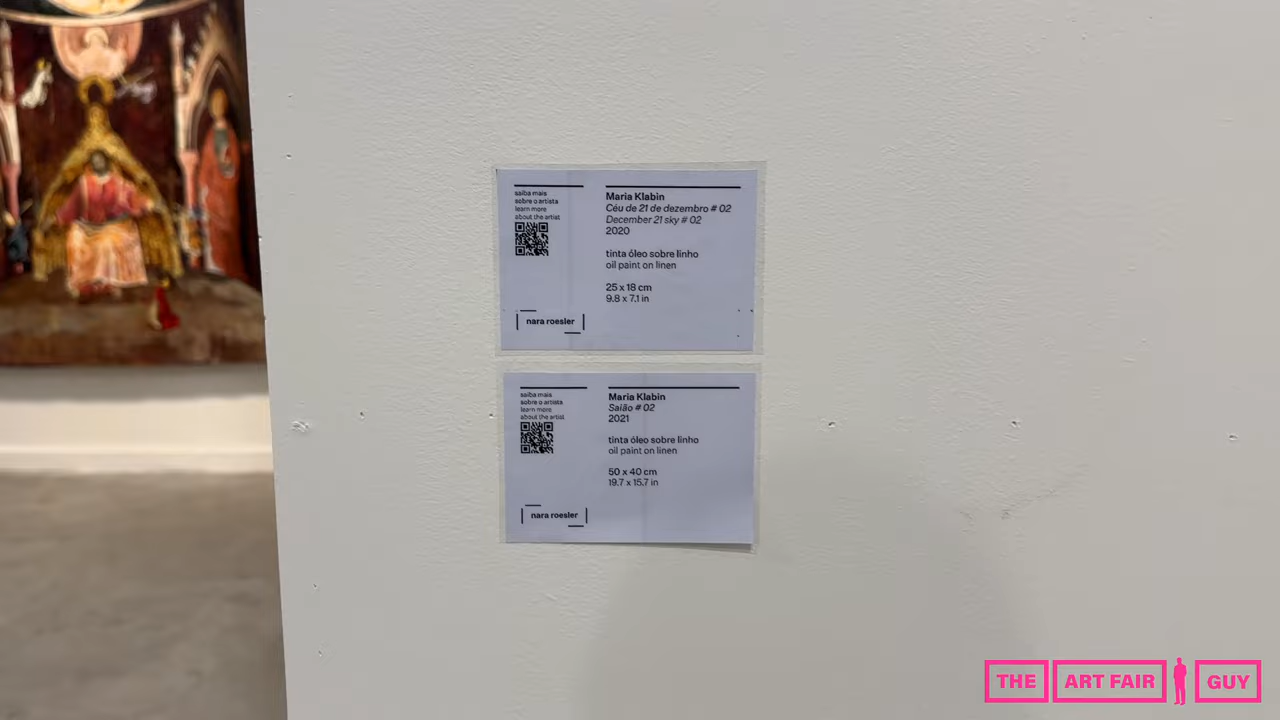 saiba mais
sobre o artista
learn more
about the artist
nara roesler
Maria Klabin
Céu de 21 de dezembro # 02
December 21 sky # 02
2020
tinta óleo sobre linho
oil paint on linen
25 x 18 cm
9.8 x 7.1 in
saiba mais
sobre o artista
learn more
about the artist
nara roesler
Maria Klabin
Saião # 02
2021
tinta óleo sobre linho
oil paint on linen
50 x 40 cm
19.7 x 15.7 in
THE ART FAIR GUY